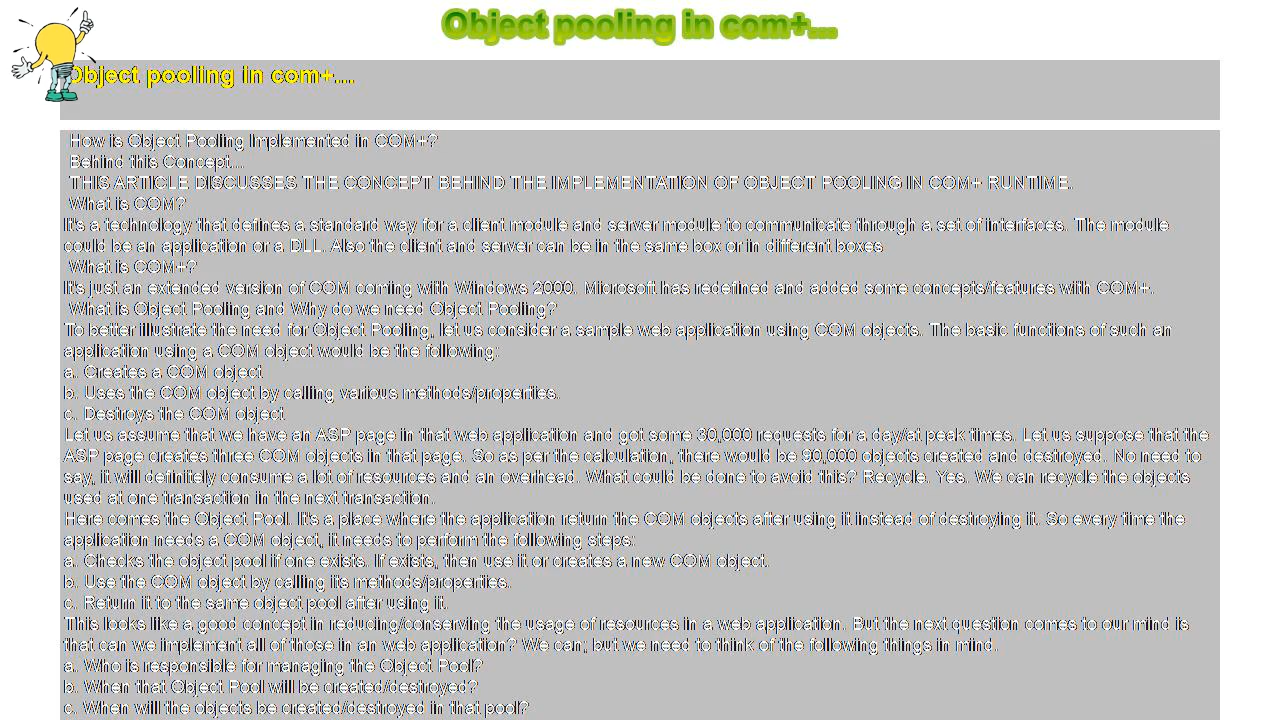 Object pooling in com+...
Object pooling in com+....
How is Object Pooling Implemented in COM+?
Behind this Concept...
THIS ARTICLE DISCUSSES THE CONCEPT BEHIND THE IMPLEMENTATION OF OBJECT POOLING IN COM+ RUNTIME.
What is COM?
It's a technology that defines a standard way for a client module and server module to communicate through a set of interfaces. The module
could be an application or a DLL. Also the client and server can be in the same box or in different boxes
What is COM+?
It's just an extended version of COM coming with Windows 2000. Microsoft has redefined and added some concepts/features with COM+.
What is Object Pooling and Why do we need Object Pooling?
To better illustrate the need for Object Pooling, let us consider a sample web application using COM objects. The basic functions of such an
application using a COM object would be the following:
a. Creates a COM object
b. Uses the COM object by calling various methods/properties.
c. Destroys the COM object
Let us assume that we have an ASP page in that web application and got some 30,000 requests for a day/at peak times. Let us suppose that the
ASP page creates three COM objects in that page. So as per the calculation, there would be 90,000 objects created and destroyed. No need to
say, it will definitely consume a lot of resources and an overhead. What could be done to avoid this? Recycle. Yes. We can recycle the objects
used at one transaction in the next transaction.
Here comes the Object Pool. It's a place where the application return the COM objects after using it instead of destroying it. So every time the
application needs a COM object, it needs to perform the following steps:
a. Checks the object pool if one exists. If exists, then use it or creates a new COM object.
b. Use the COM object by calling its methods/properties.
c. Return it to the same object pool after using it.
This looks like a good concept in reducing/conserving the usage of resources in a web application. But the next question comes to our mind is
that can we implement all of those in an web application? We can, but we need to think of the following things in mind.
a. Who is responsible for managing the Object Pool?
b. When that Object Pool will be created/destroyed?
c. When will the objects be created/destroyed in that pool?